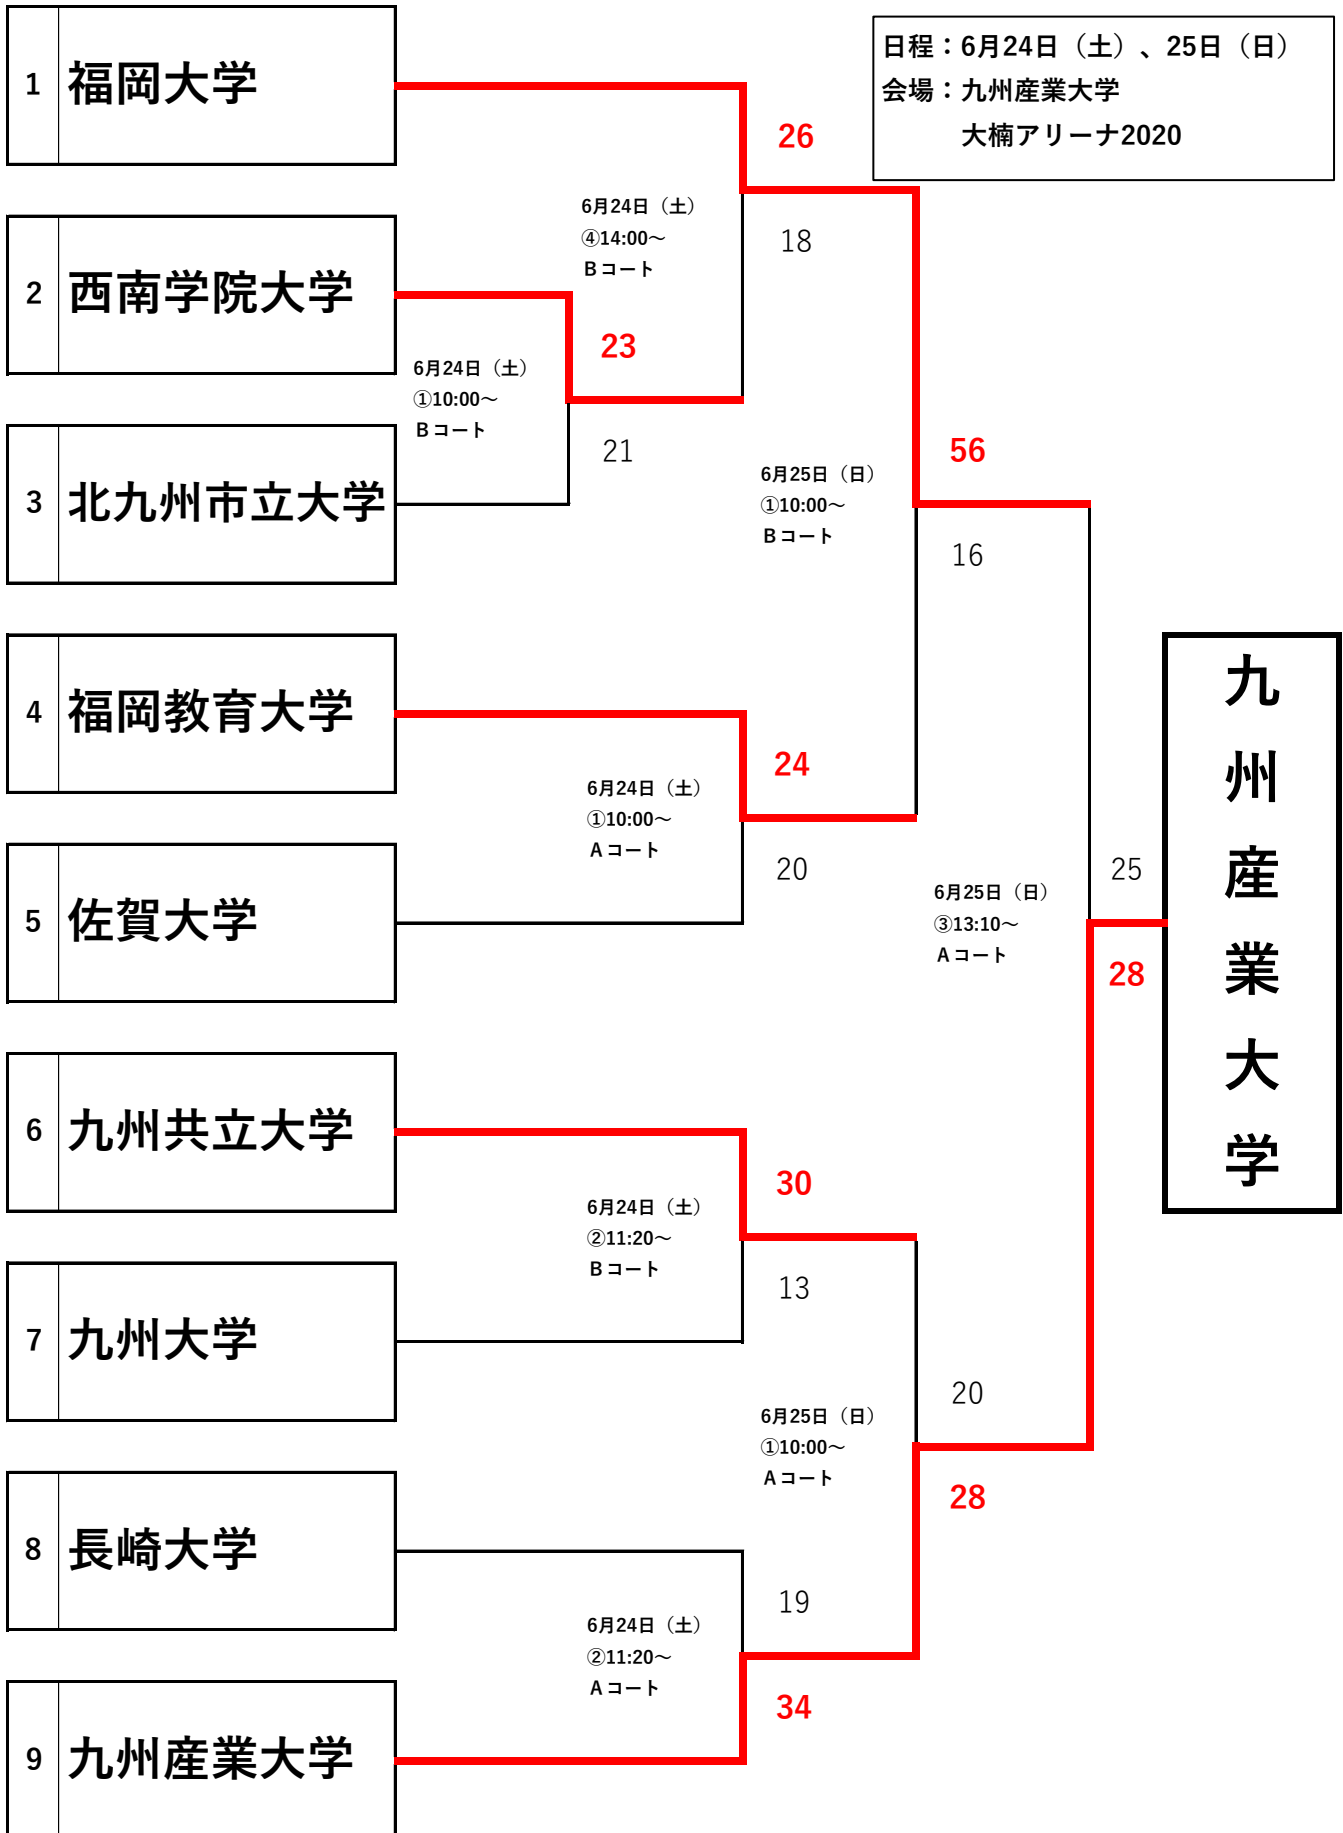 日程：6月24日（土）、25日（日）
会場：九州産業大学
大楠アリーナ2020
1 福岡大学
26
6月24日（土）
④14:00～
Ｂコート
18
2 西南学院大学
23
6月24日（土）
①10:00～
Ｂコート
21
3 北九州市立大学
56
6月25日（日）
①10:00～
Ｂコート
16
4 福岡教育大学
24
6月24日（土）
①10:00～
Ａコート
20
5 佐賀大学
25
6月25日（日）
③13:10～
Ａコート
28
九州産業大学
6 九州共立大学
30
6月24日（土）
②11:20～
Ｂコート
13
7 九州大学
20
6月25日（日）
①10:00～
Ａコート
28
8 長崎大学
19
6月24日（土）
②11:20～
Ａコート
34
9 九州産業大学